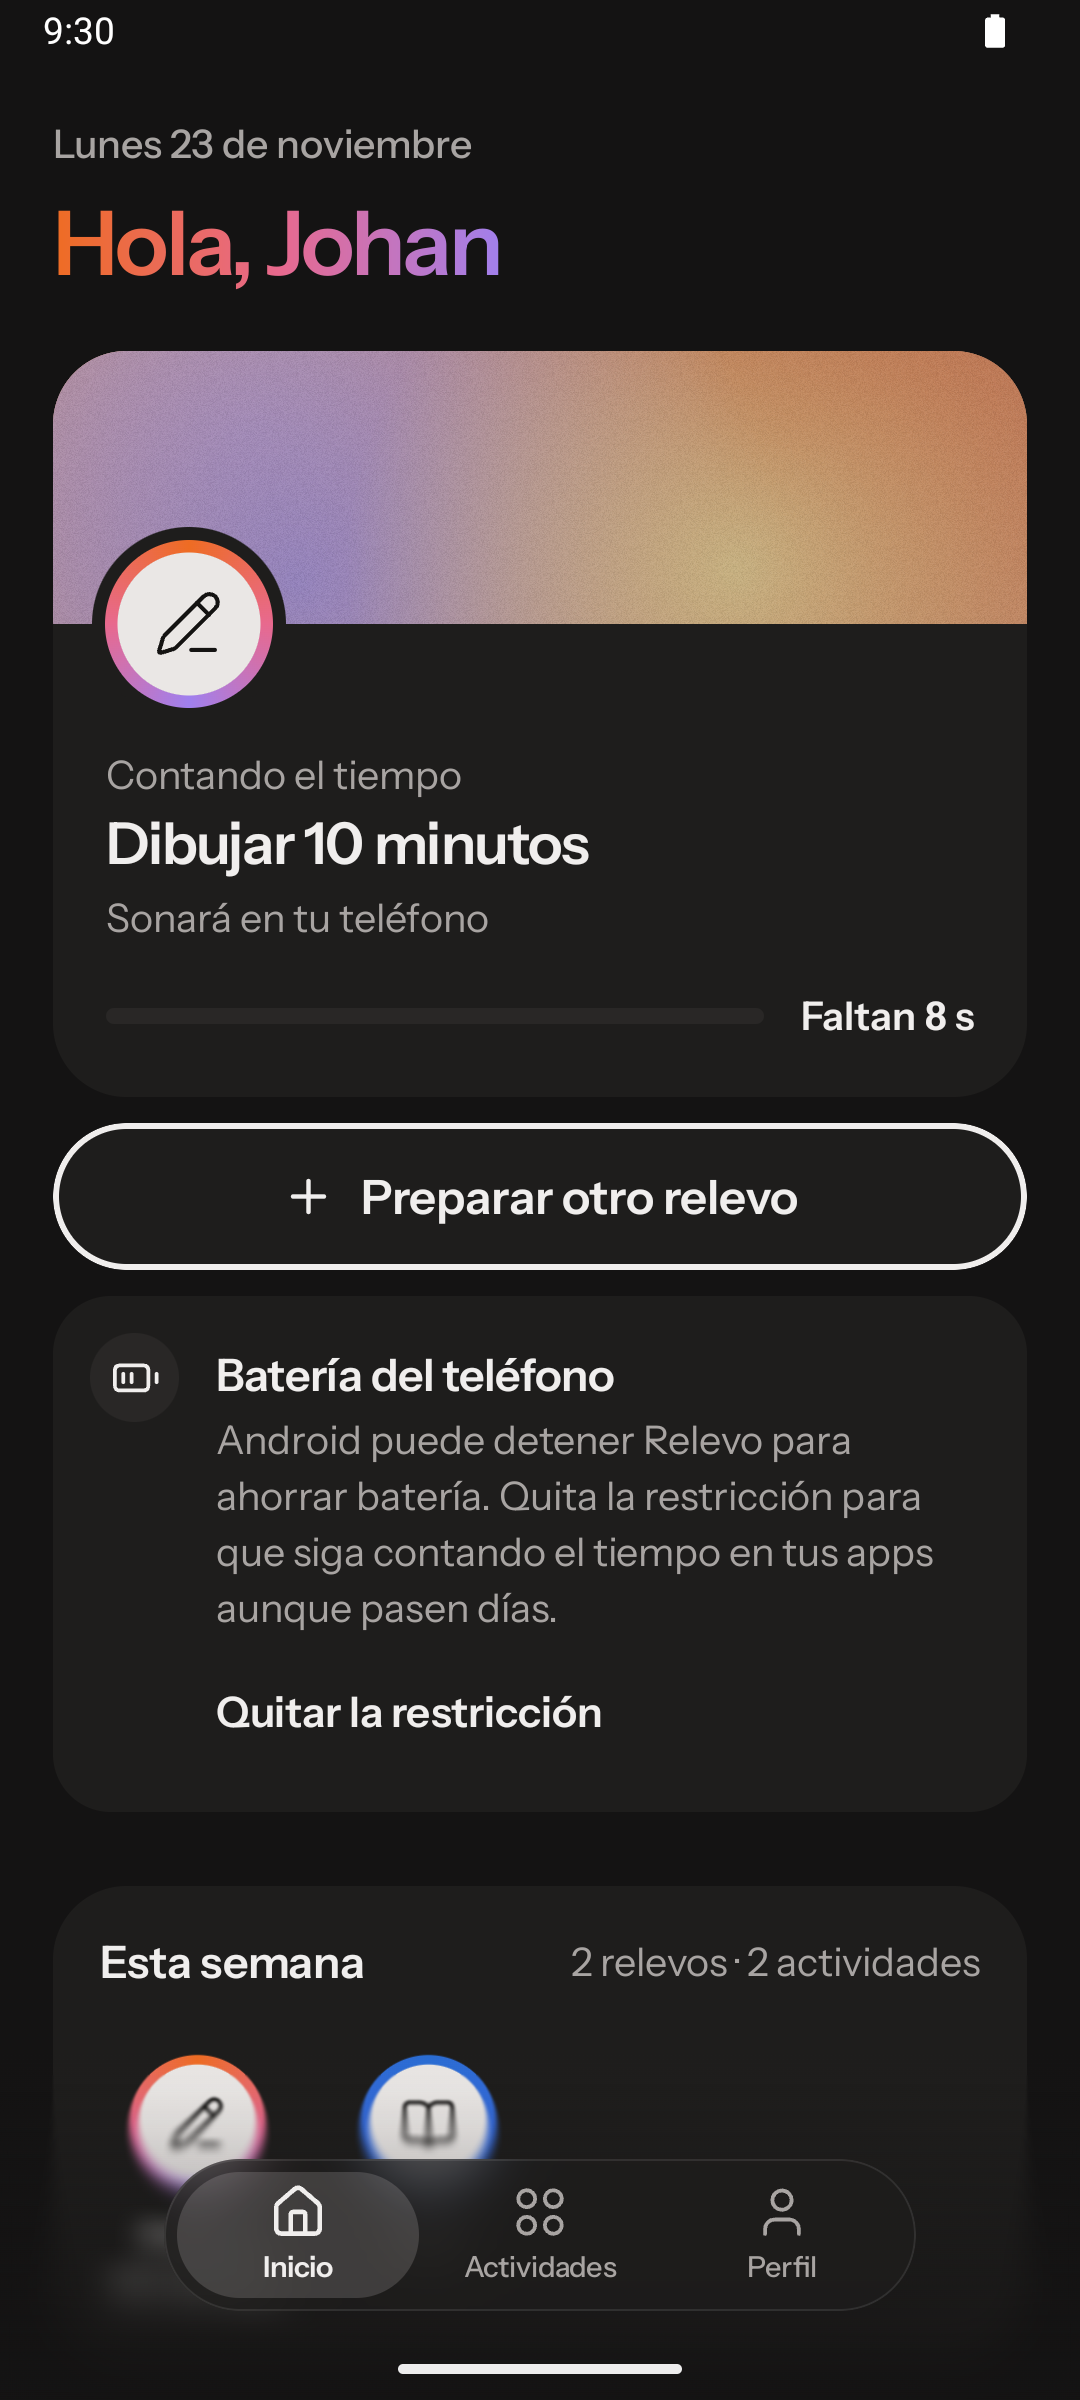 9:30
Lunes 23 de noviembre
Hola, Johan
Contando el tiempo
Dibujar 10 minutos
Sonará en tu teléfono
Faltan 8 s
Preparar otro relevo
Batería del teléfono
Android puede detener Relevo para
ahorrar batería. Quita la restricción para
que siga contando el tiempo en tus apps
aunque pasen días.
Quitar la restricción
Esta semana
2 relevos · 2 actividades
Inicio
Actividades
Perfil